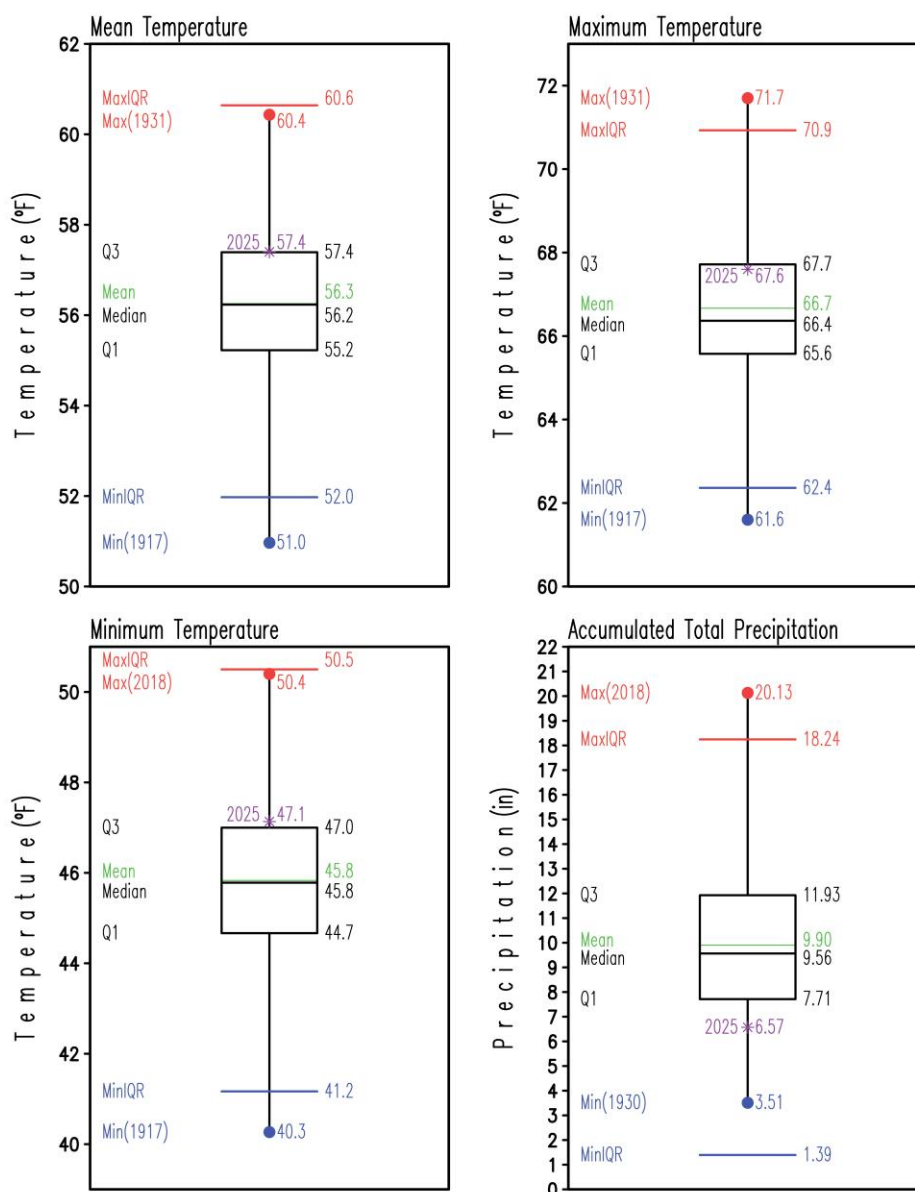 Mean Temperature
62
60
58
56
54
52
50
Temperature (ºF)
MaxIQR 60.6
Max(1931) 60.4
2025 57.4
Q3 57.4
Mean 56.3
Median 56.2
Q1 55.2
MinIQR 52.0
Min(1917) 51.0
Maximum Temperature
72
70
68
66
64
62
60
Temperature (ºF)
Max(1931) 71.7
MaxIQR 70.9
Q3 67.7
2025 67.6
Mean 66.7
Median 66.4
Q1 65.6
MinIQR 62.4
Min(1917) 61.6
Minimum Temperature
50
48
46
44
42
40
Temperature (ºF)
MaxIQR 50.5
Max(2018) 50.4
2025 47.1
Q3 47.0
Mean 45.8
Median 45.8
Q1 44.7
MinIQR 41.2
Min(1917) 40.3
Accumulated Total Precipitation
22
21
20
19
18
17
16
15
14
13
12
11
10
9
8
7
6
5
4
3
2
1
0
Precipitation (in)
Max(2018) 20.13
MaxIQR 18.24
Q3 11.93
Mean 9.90
Median 9.56
Q1 7.71
2025 6.57
Min(1930) 3.51
MinIQR 1.39